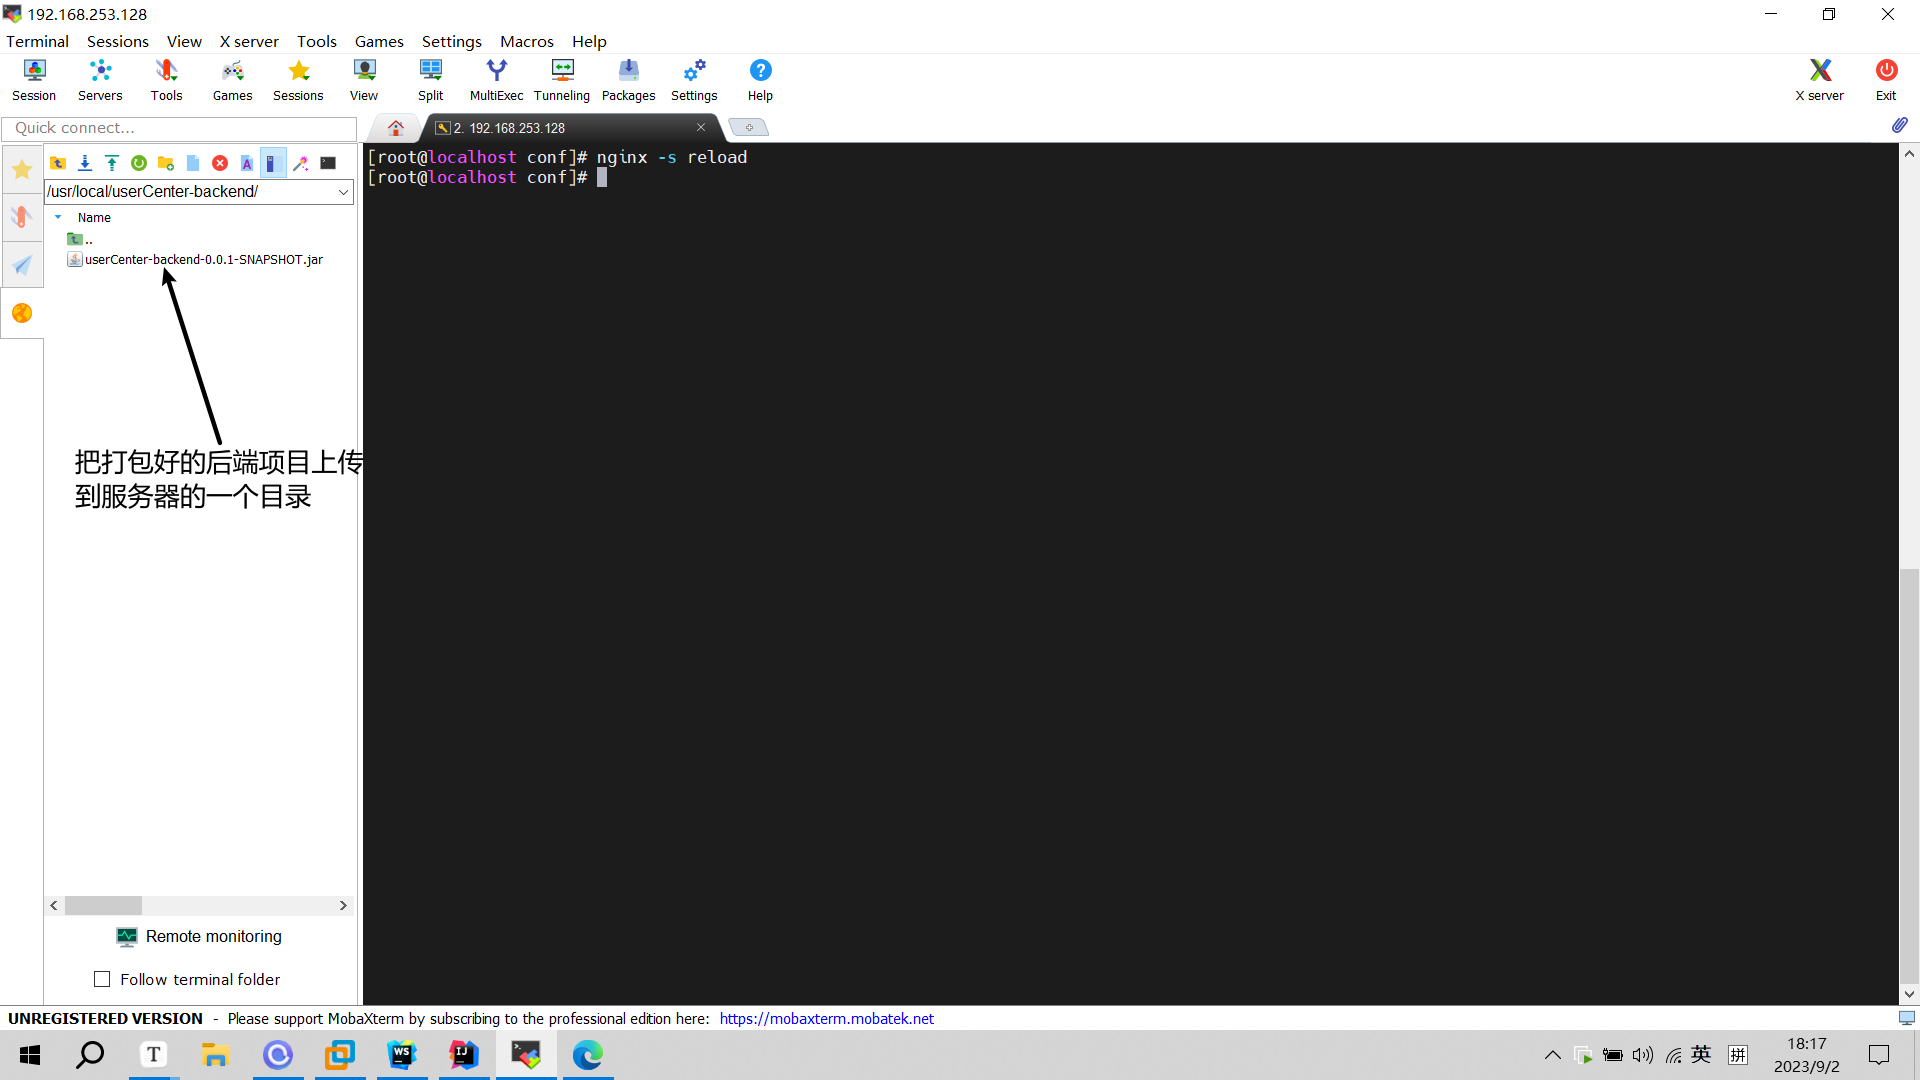 192.168.253.128
Terminal Sessions View X server Tools Games Settings Macros Help
Session Servers Tools Games Sessions View Split MultiExec Tunneling Packages Settings Help X server Exit
Quick connect...
2. 192.168.253.128
[root@localhost conf]# nginx -s reload
[root@localhost conf]#
/usr/local/userCenter-backend/
Name
..
userCenter-backend-0.0.1-SNAPSHOT.jar
把打包好的后端项目上传
到服务器的一个目录
Remote monitoring
Follow terminal folder
UNREGISTERED VERSION - Please support MobaXterm by subscribing to the professional edition here: https://mobaxterm.mobatek.net
T WS IJ 英 拼 18:17
2023/9/2